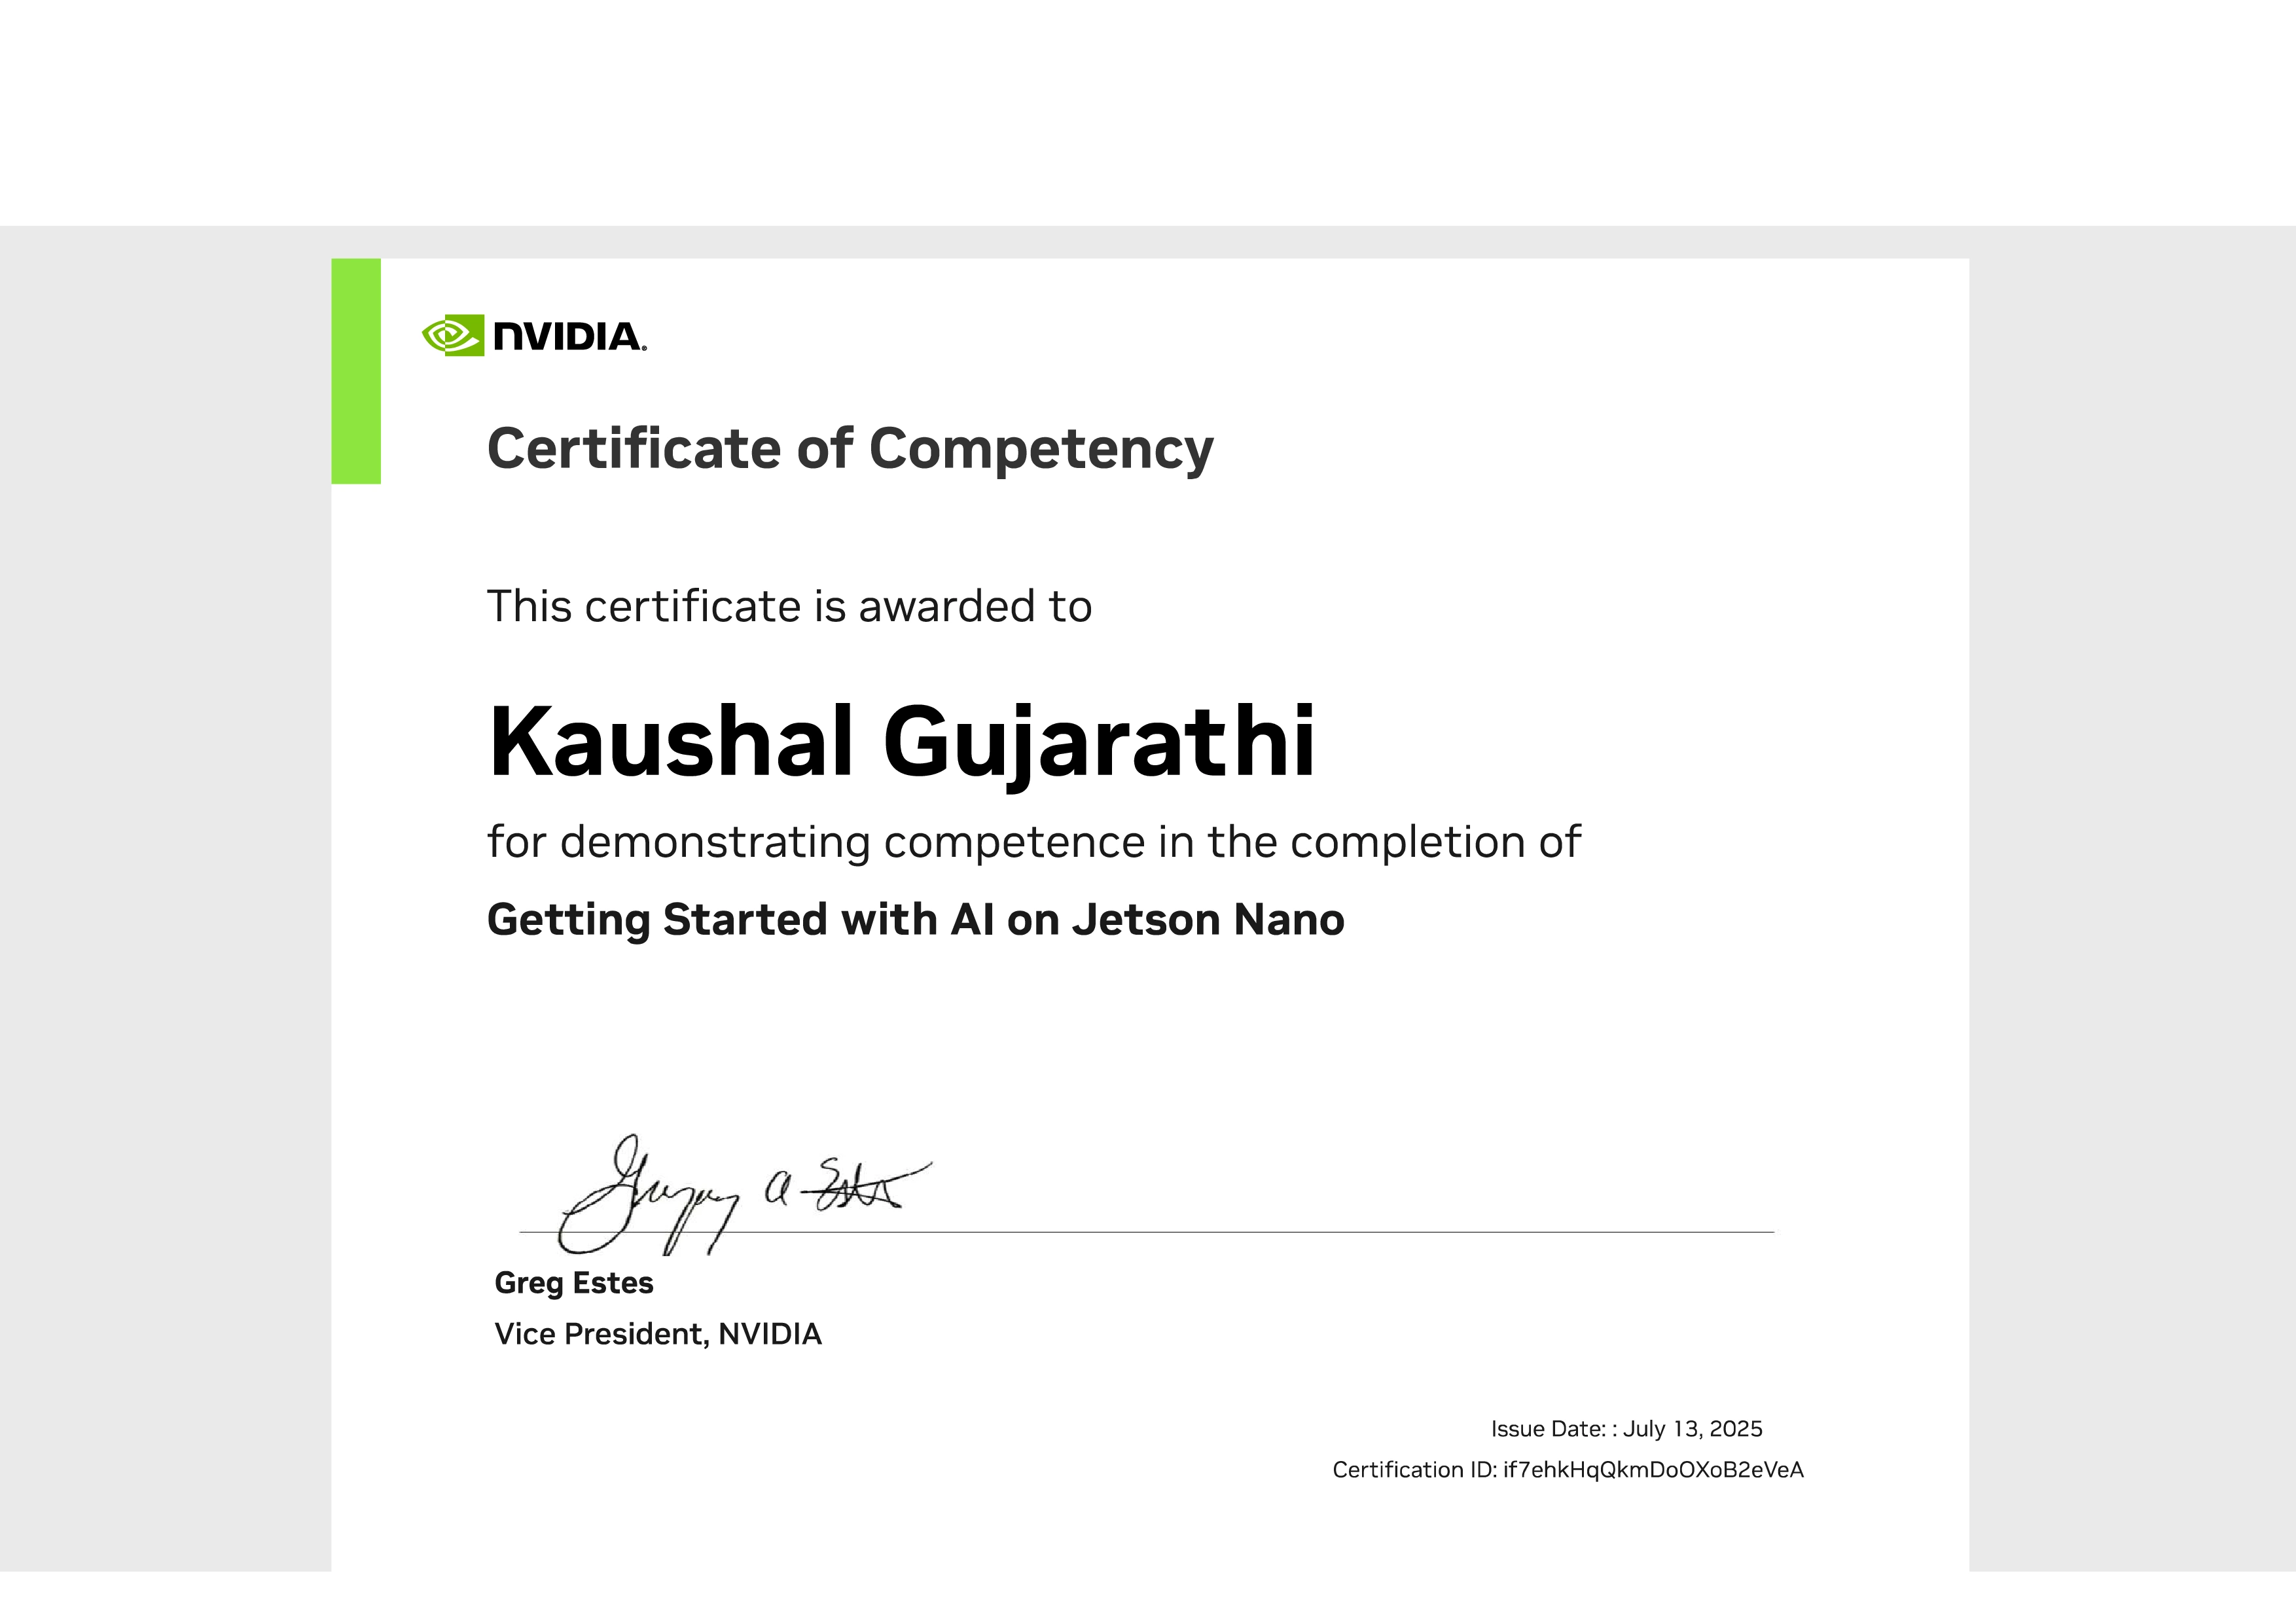 NVIDIA.
Certificate of Competency
This certificate is awarded to
Kaushal Gujarathi
for demonstrating competence in the completion of
Getting Started with AI on Jetson Nano
Gregory A Estes
Greg Estes
Vice President, NVIDIA
Issue Date: : July 13, 2025
Certification ID: if7ehkHqQkmDoOXoB2eVeA